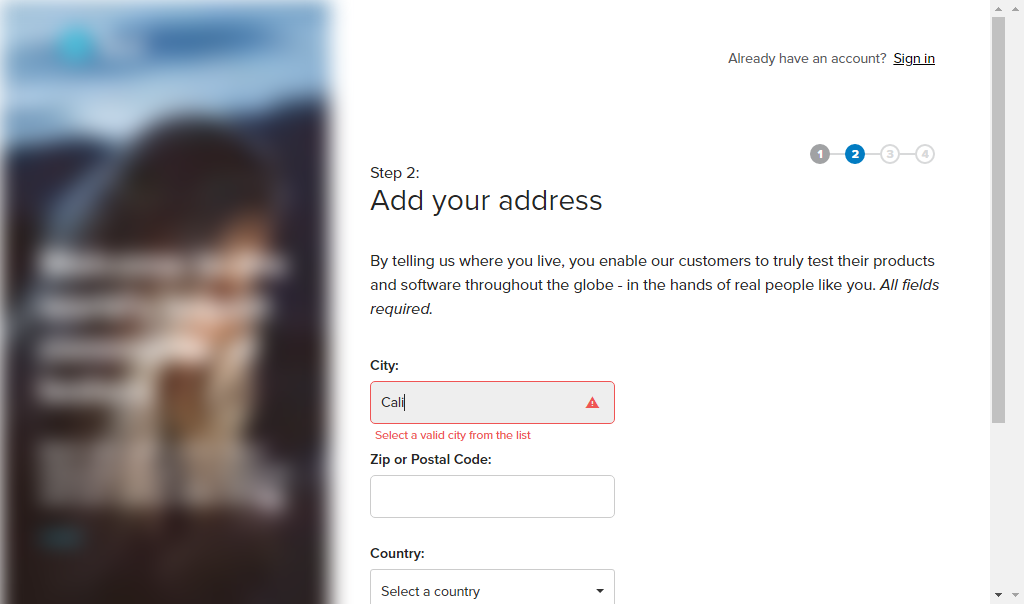 Already have an account? Sign in
1 2 3 4
Step 2:
Add your address
By telling us where you live, you enable our customers to truly test their products
and software throughout the globe - in the hands of real people like you. All fields
required.
City:
Cali
Select a valid city from the list
Zip or Postal Code:
Country:
Select a country